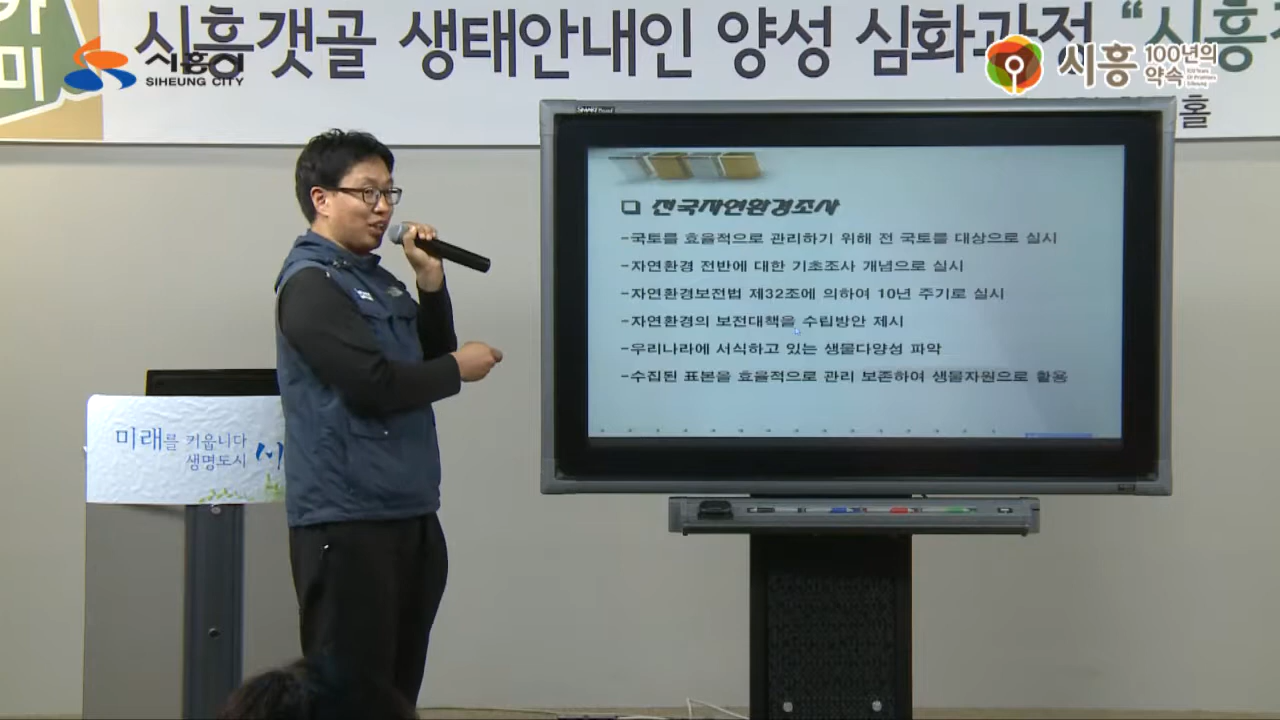 시흥갯골 생태안내인 양성 심화과정 “시흥
미
홀
시흥시
SIHEUNG CITY
시흥 100년의
약속
SMART Board
전국자연환경조사
-국토를 효율적으로 관리하기 위해 전 국토를 대상으로 실시
-자연환경 전반에 대한 기초조사 개념으로 실시
-자연환경보전법 제32조에 의하여 10년 주기로 실시
-자연환경의 보전대책을 수립방안 제시
-우리나라에 서식하고 있는 생물다양성 파악
-수집된 표본을 효율적으로 관리 보존하여 생물자원으로 활용
미래를 키웁니다
생명도시